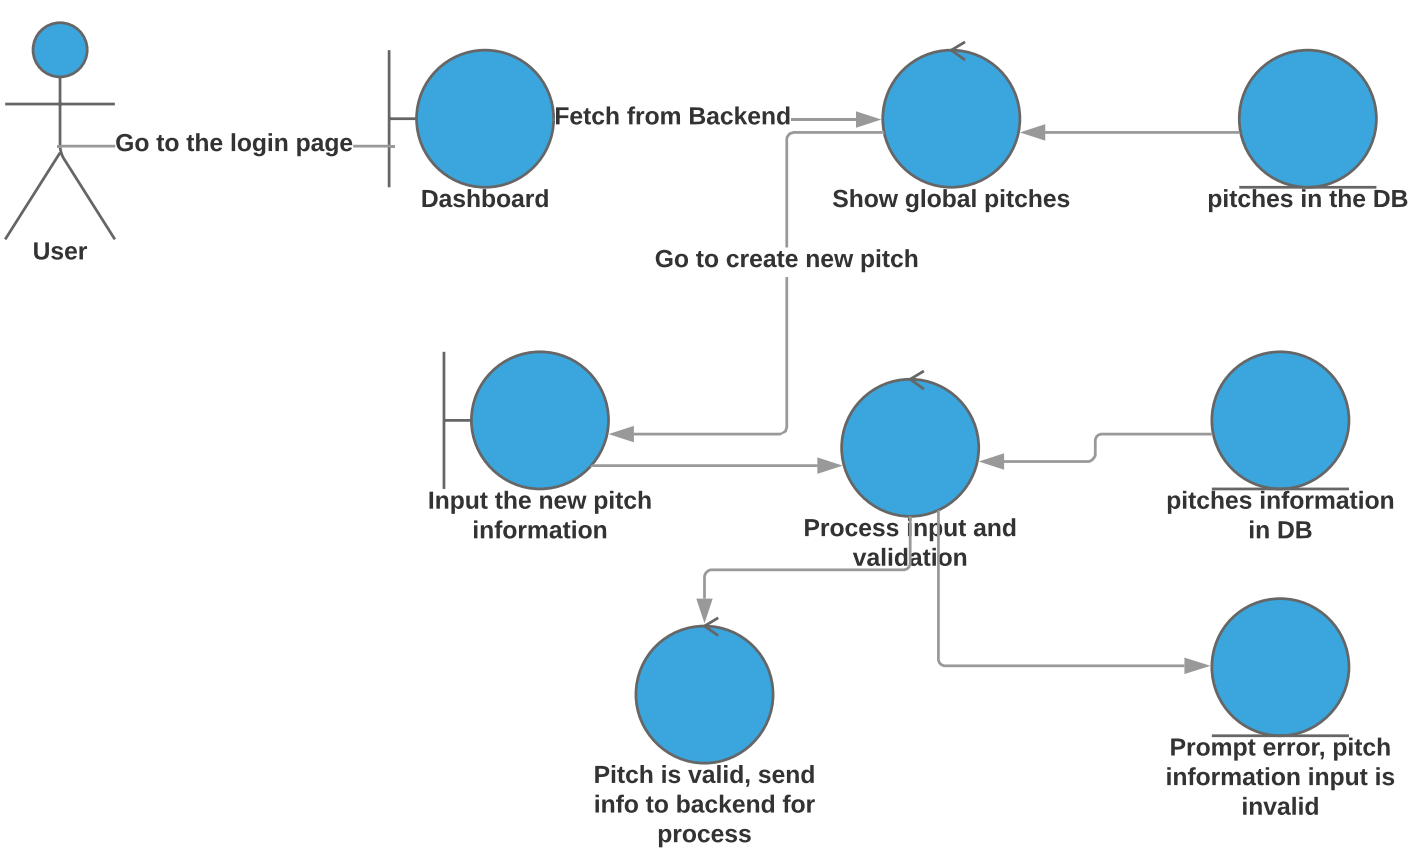 Go to the login page
User
Dashboard
Fetch from Backend
Show global pitches
pitches in the DB
Go to create new pitch
Input the new pitch
information
Process input and
validation
pitches information
in DB
Pitch is valid, send
info to backend for
process
Prompt error, pitch
information input is
invalid